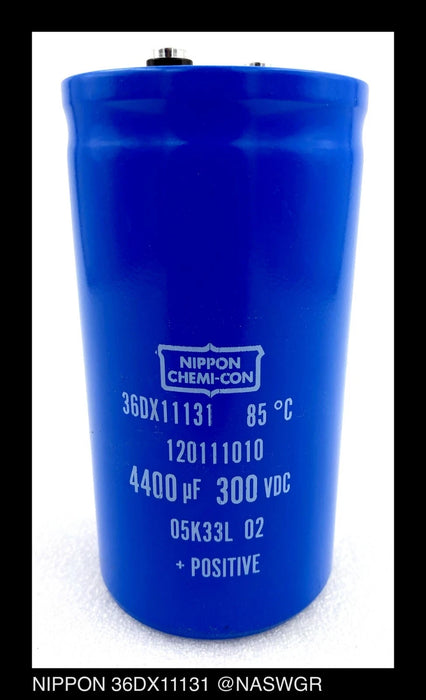 NIPPON
CHEMI-CON
36DX11131 85 °C
120111010
4400 µF 300 VDC
05K33L 02
+ POSITIVE
NIPPON 36DX11131 @NASWGR